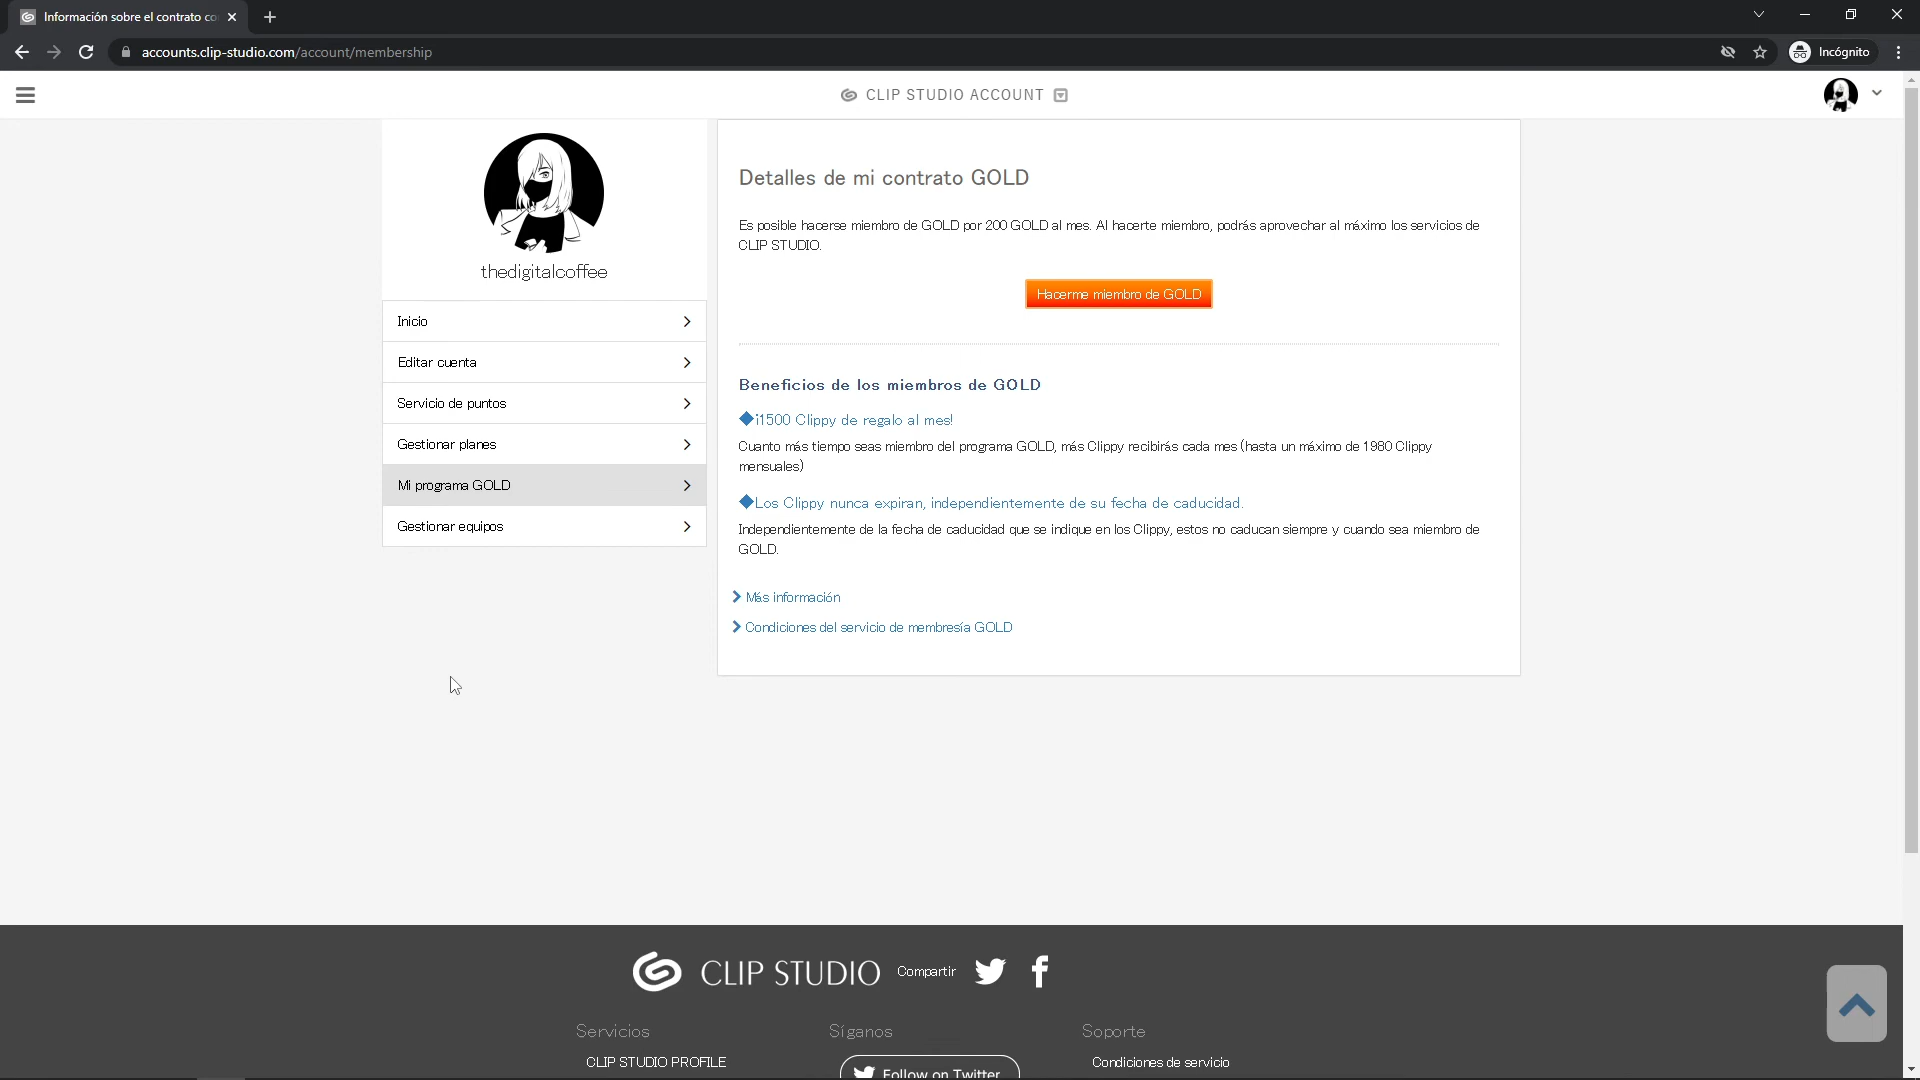 Información sobre el contrato co
accounts.clip-studio.com/account/membership
Incógnito
CLIP STUDIO ACCOUNT
thedigitalcoffee
Inicio
Editar cuenta
Servicio de puntos
Gestionar planes
Mi programa GOLD
Gestionar equipos
Detalles de mi contrato GOLD
Es posible hacerse miembro de GOLD por 200 GOLD al mes. Al hacerte miembro, podrás aprovechar al máximo los servicios de
CLIP STUDIO.
Hacerme miembro de GOLD
Beneficios de los miembros de GOLD
◆¡1500 Clippy de regalo al mes!
Cuanto más tiempo seas miembro del programa GOLD, más Clippy recibirás cada mes (hasta un máximo de 1980 Clippy
mensuales)
◆Los Clippy nunca expiran, independientemente de su fecha de caducidad.
Independientemente de la fecha de caducidad que se indique en los Clippy, estos no caducan siempre y cuando sea miembro de
GOLD.
Más información
Condiciones del servicio de membresía GOLD
CLIP STUDIO Compartir
Servicios
CLIP STUDIO PROFILE
Síganos
Follow on Twitter
Soporte
Condiciones de servicio